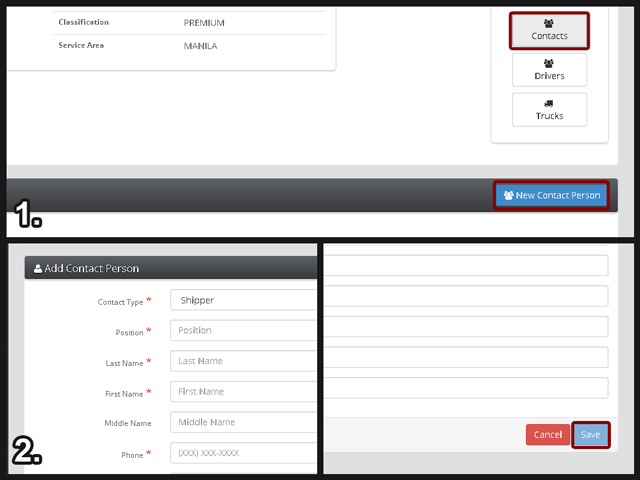 Classification PREMIUM
Service Area MANILA
Contacts
Drivers
Trucks
New Contact Person
1.
Add Contact Person
Contact Type * Shipper
Position * Position
Last Name * Last Name
First Name * First Name
Middle Name Middle Name
Phone * (XXX) XXX-XXXX
Cancel Save
2.